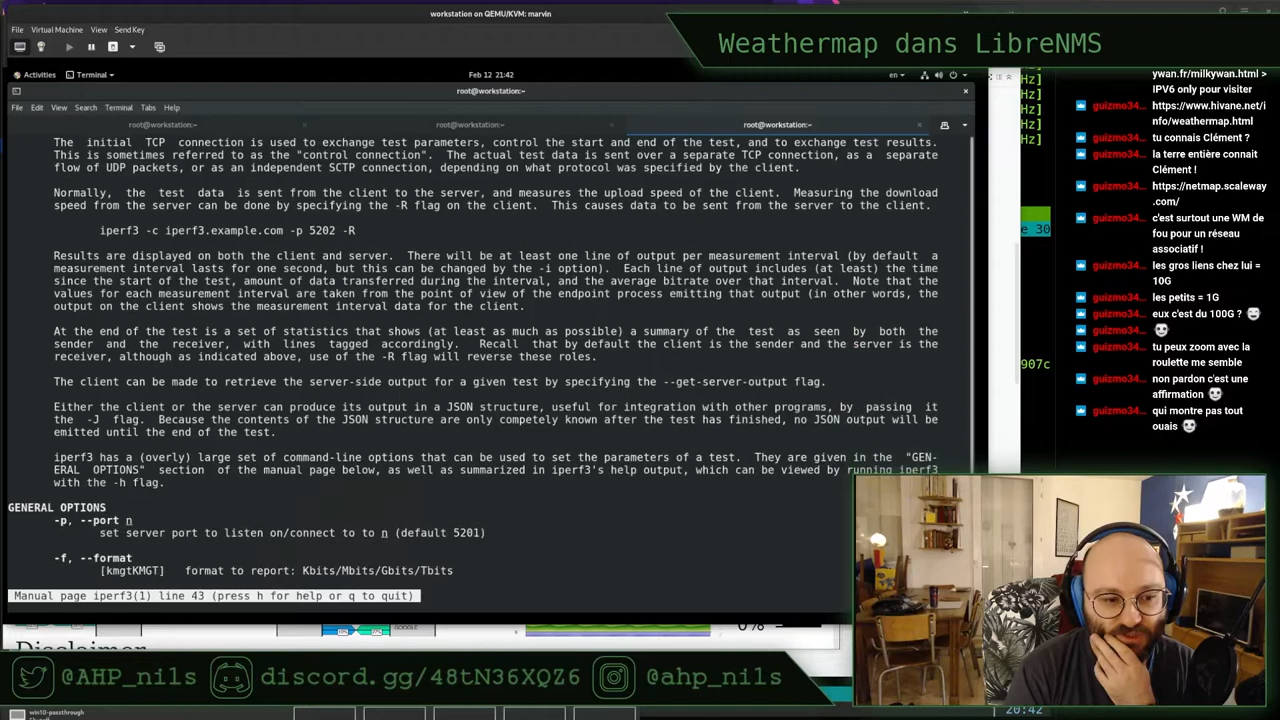 workstation on QEMU/KVM: marvin
File Virtual Machine View Send Key
Weathermap dans LibreNMS
Activities Terminal Feb 12 21:42 en
root@workstation:~
File Edit View Search Terminal Tabs Help
root@workstation:~ root@workstation:~ root@workstation:~
The initial TCP connection is used to exchange test parameters, control the start and end of the test, and to exchange test results.
This is sometimes referred to as the "control connection". The actual test data is sent over a separate TCP connection, as a separate
flow of UDP packets, or as an independent SCTP connection, depending on what protocol was specified by the client.
Normally, the test data is sent from the client to the server, and measures the upload speed of the client. Measuring the download
speed from the server can be done by specifying the -R flag on the client. This causes data to be sent from the server to the client.
iperf3 -c iperf3.example.com -p 5202 -R
Results are displayed on both the client and server. There will be at least one line of output per measurement interval (by default a
measurement interval lasts for one second, but this can be changed by the -i option). Each line of output includes (at least) the time
since the start of the test, amount of data transferred during the interval, and the average bitrate over that interval. Note that the
values for each measurement interval are taken from the point of view of the endpoint process emitting that output (in other words, the
output on the client shows the measurement interval data for the client.
At the end of the test is a set of statistics that shows (at least as much as possible) a summary of the test as seen by both the
sender and the receiver, with lines tagged accordingly. Recall that by default the client is the sender and the server is the
receiver, although as indicated above, use of the -R flag will reverse these roles.
The client can be made to retrieve the server-side output for a given test by specifying the --get-server-output flag.
Either the client or the server can produce its output in a JSON structure, useful for integration with other programs, by passing it
the -J flag. Because the contents of the JSON structure are only competely known after the test has finished, no JSON output will be
emitted until the end of the test.
iperf3 has a (overly) large set of command-line options that can be used to set the parameters of a test. They are given in the "GEN-
ERAL OPTIONS" section of the manual page below, as well as summarized in iperf3's help output, which can be viewed by running iperf3
with the -h flag.
GENERAL OPTIONS
-p, --port n
set server port to listen on/connect to to n (default 5201)
-f, --format
[kmgtKMGT] format to report: Kbits/Mbits/Gbits/Tbits
Manual page iperf3(1) line 43 (press h for help or q to quit)
Hz]
Hz]
Hz]
Hz]
Hz]
e 30
907c
ywan.fr/milkywan.html >
IPV6 only pour visiter
guizmo34... https://www.hivane.net/i
nfo/weathermap.html
guizmo34... tu connais Clément ?
guizmo34... la terre entière connait
Clément !
guizmo34... https://netmap.scaleway
.com/
guizmo34... c'est surtout une WM de
fou pour un réseau
associatif !
guizmo34... les gros liens chez lui =
10G
guizmo34... les petits = 1G
guizmo34... eux c'est du 100G ?
guizmo34...
guizmo34... tu peux zoom avec la
roulette me semble
guizmo34... non pardon c'est une
affirmation
guizmo34... qui montre pas tout
ouais
GOOGLE
0%
@AHP_nils discord.gg/48tN36XQZ6 @ahp_nils
win10-passthrough
20:42